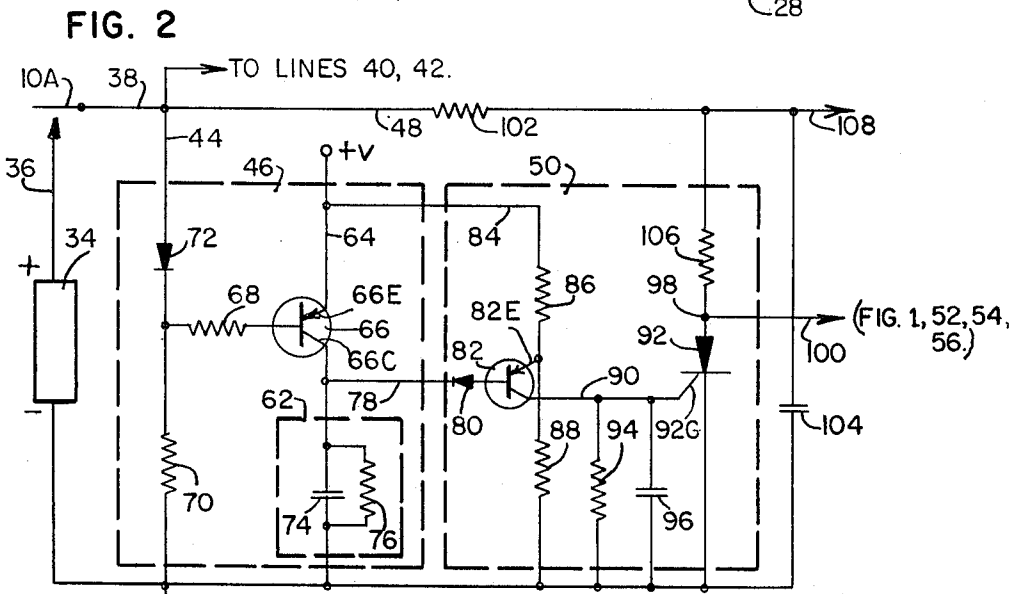 28
FIG. 2
TO LINES 40, 42.
10A 38
44 48 102 108
36 46 +V 50
64 84
72 106
+ 34 68 66E 86 98
66 82E 92 (FIG. 1, 52, 54,
66C 82 100 56.)
78 80 90 92G
62 88 94 104
- 70 74 76 96